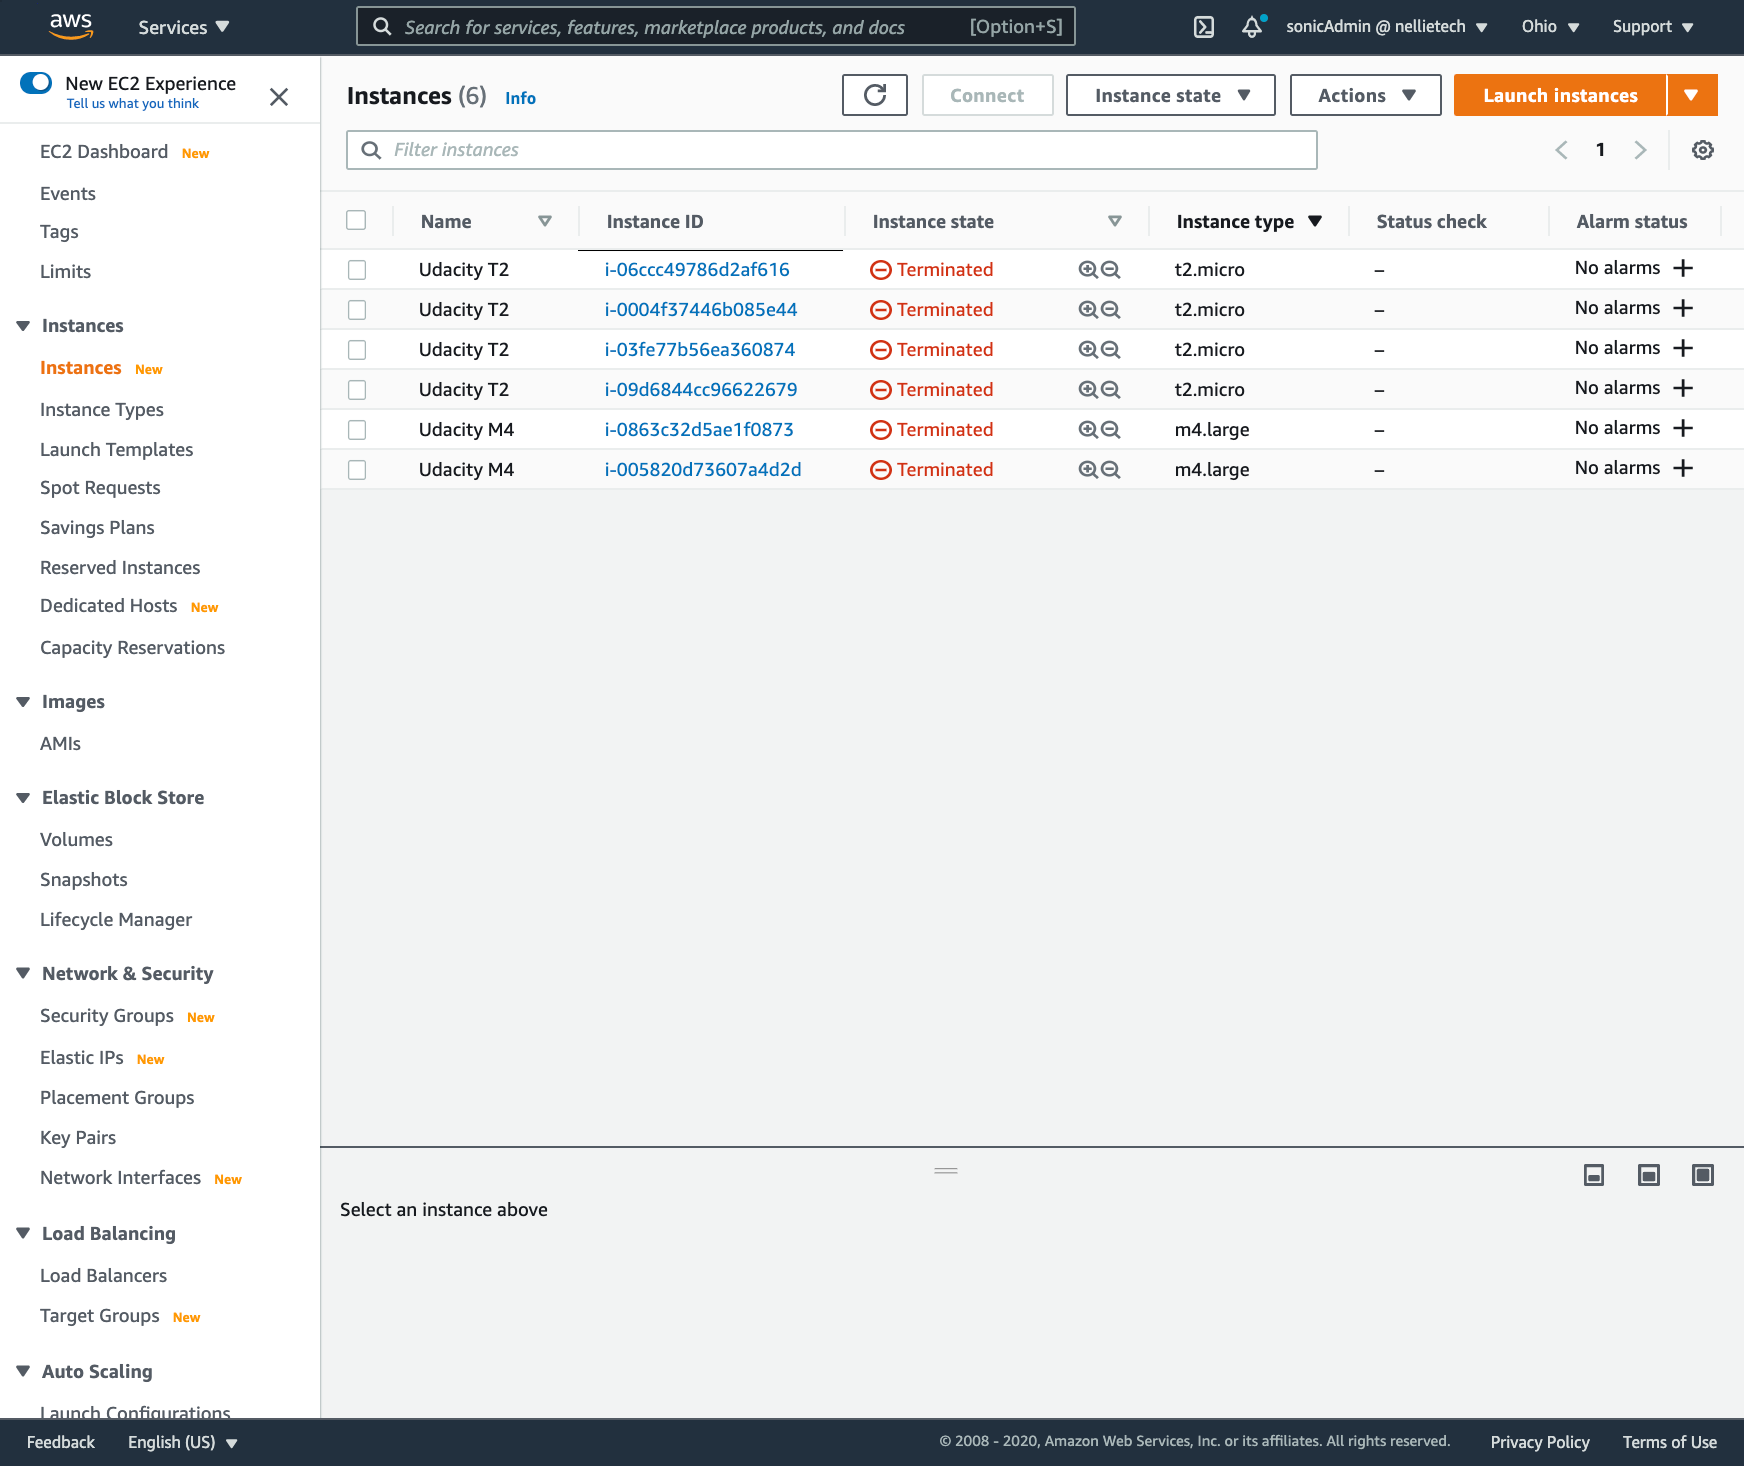 aws
Services
Search for services, features, marketplace products, and docs
[Option+S]
sonicAdmin @ nellietech
Ohio
Support
New EC2 Experience
Tell us what you think
EC2 Dashboard New
Events
Tags
Limits
Instances
Instances New
Instance Types
Launch Templates
Spot Requests
Savings Plans
Reserved Instances
Dedicated Hosts New
Capacity Reservations
Images
AMIs
Elastic Block Store
Volumes
Snapshots
Lifecycle Manager
Network & Security
Security Groups New
Elastic IPs New
Placement Groups
Key Pairs
Network Interfaces New
Load Balancing
Load Balancers
Target Groups New
Auto Scaling
Launch Configurations
Instances (6) Info
Connect
Instance state
Actions
Launch instances
Filter instances
1
Name Instance ID Instance state Instance type Status check Alarm status
Udacity T2 i-06ccc49786d2af616 Terminated t2.micro – No alarms
Udacity T2 i-0004f37446b085e44 Terminated t2.micro – No alarms
Udacity T2 i-03fe77b56ea360874 Terminated t2.micro – No alarms
Udacity T2 i-09d6844cc96622679 Terminated t2.micro – No alarms
Udacity M4 i-0863c32d5ae1f0873 Terminated m4.large – No alarms
Udacity M4 i-005820d73607a4d2d Terminated m4.large – No alarms
Select an instance above
Feedback
English (US)
© 2008 - 2020, Amazon Web Services, Inc. or its affiliates. All rights reserved.
Privacy Policy
Terms of Use